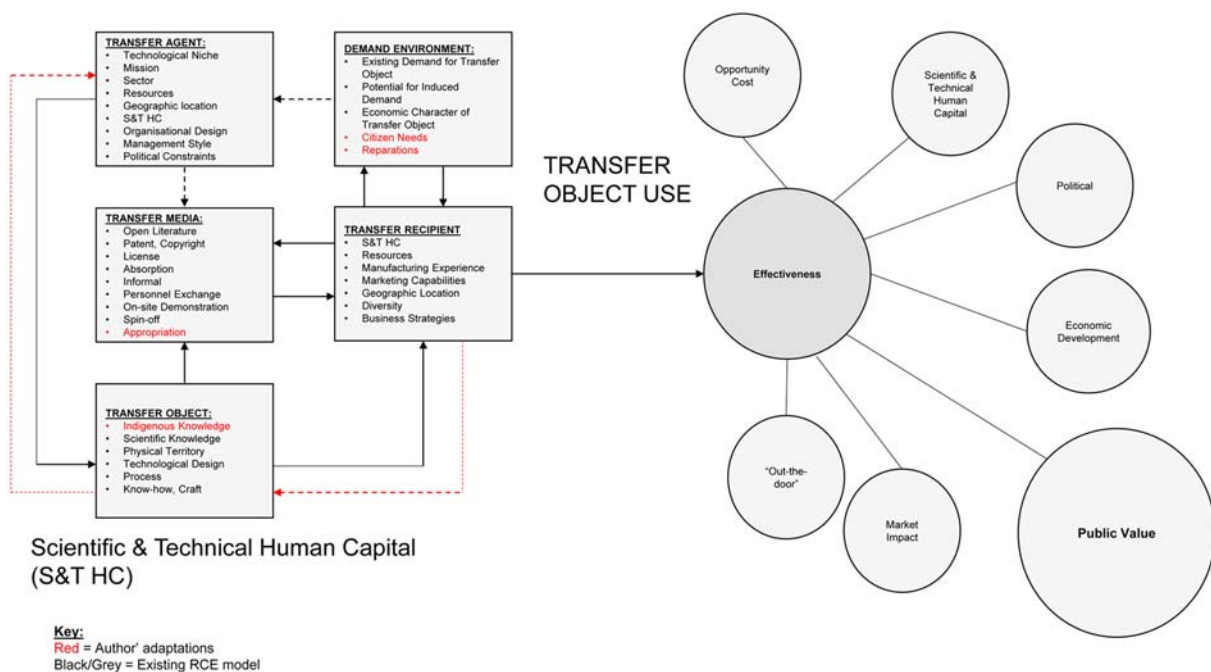 TRANSFER AGENT:
• Technological Niche
• Mission
• Sector
• Resources
• Geographic location
• S&T HC
• Organisational Design
• Management Style
• Political Constraints
DEMAND ENVIRONMENT:
• Existing Demand for Transfer
Object
• Potential for Induced
Demand
• Economic Character of
Transfer Object
• Citizen Needs
• Reparations
TRANSFER MEDIA:
• Open Literature
• Patent, Copyright
• License
• Absorption
• Informal
• Personnel Exchange
• On-site Demonstration
• Spin-off
• Appropriation
TRANSFER RECIPIENT
• S&T HC
• Resources
• Manufacturing Experience
• Marketing Capabilities
• Geographic Location
• Diversity
• Business Strategies
TRANSFER OBJECT:
• Indigenous Knowledge
• Scientific Knowledge
• Physical Territory
• Technological Design
• Process
• Know-how, Craft
Scientific & Technical Human Capital
(S&T HC)
Key:
Red = Author' adaptations
Black/Grey = Existing RCE model
TRANSFER
OBJECT USE
Opportunity
Cost
Scientific &
Technical
Human
Capital
Political
Effectiveness
Economic
Development
"Out-the-
door"
Market
Impact
Public Value